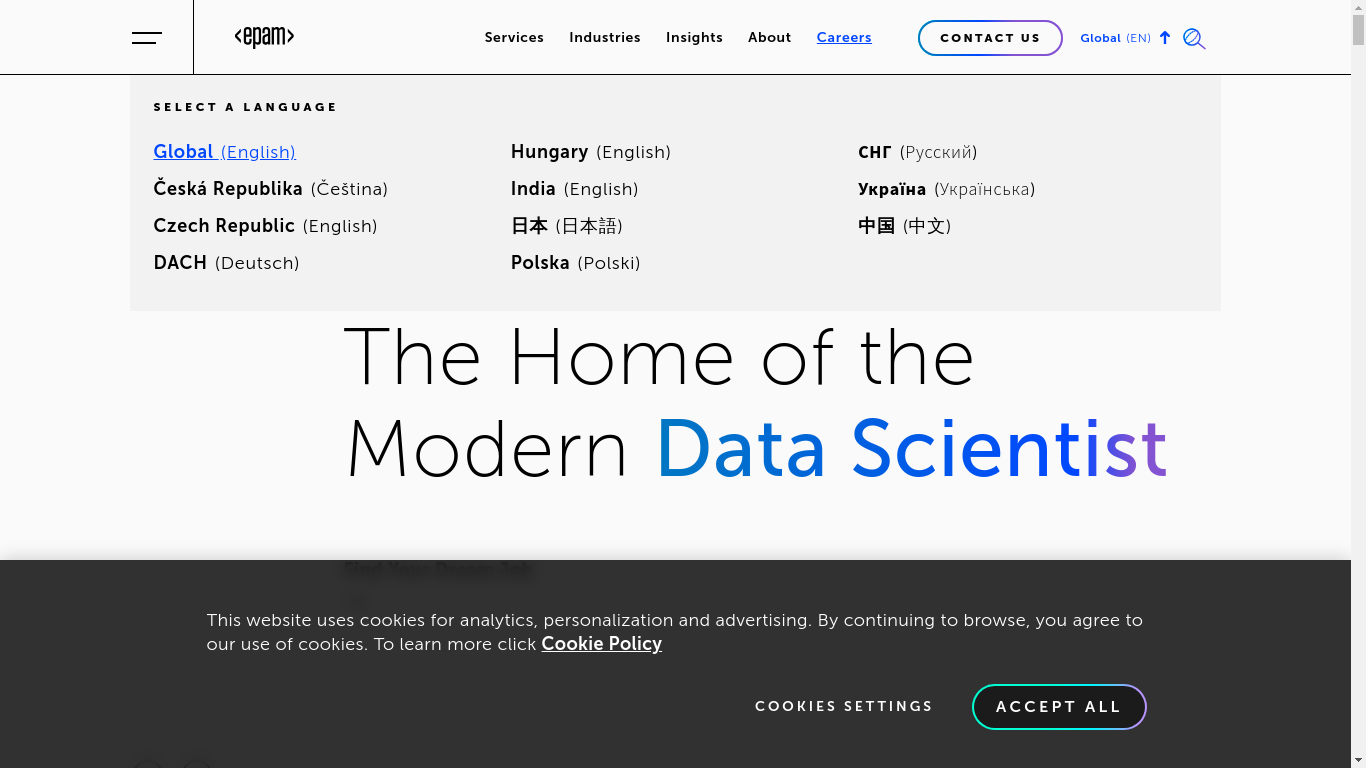 <epam>
Services
Industries
Insights
About
Careers
CONTACT US
Global (EN)
SELECT A LANGUAGE
Global (English)
Česká Republika (Čeština)
Czech Republic (English)
DACH (Deutsch)
Hungary (English)
India (English)
日本 (日本語)
Polska (Polski)
СНГ (Русский)
Україна (Українська)
中国 (中文)
The Home of the
Modern Data Scientist
This website uses cookies for analytics, personalization and advertising. By continuing to browse, you agree to
our use of cookies. To learn more click Cookie Policy
COOKIES SETTINGS
ACCEPT ALL